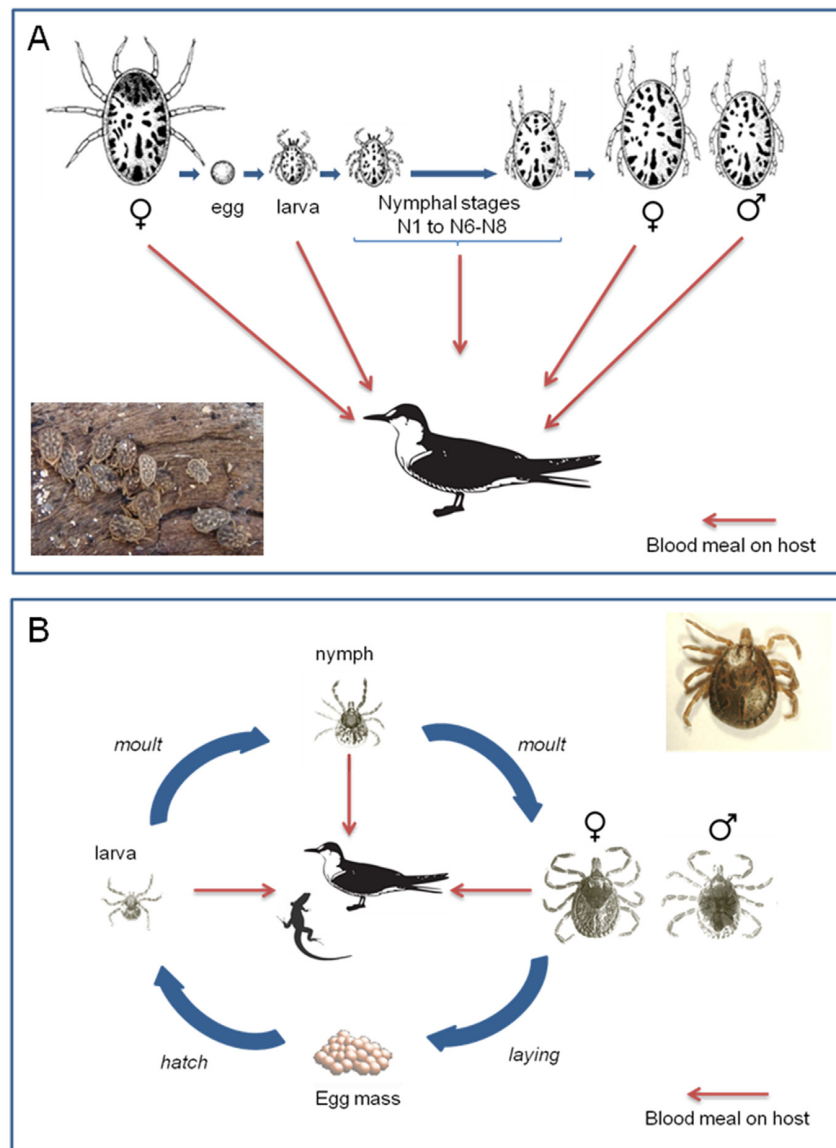 A
♀
egg
larva
Nymphal stages
N1 to N6-N8
♀
♂
Blood meal on host
B
nymph
moult
moult
larva
♀
♂
hatch
laying
Egg mass
Blood meal on host